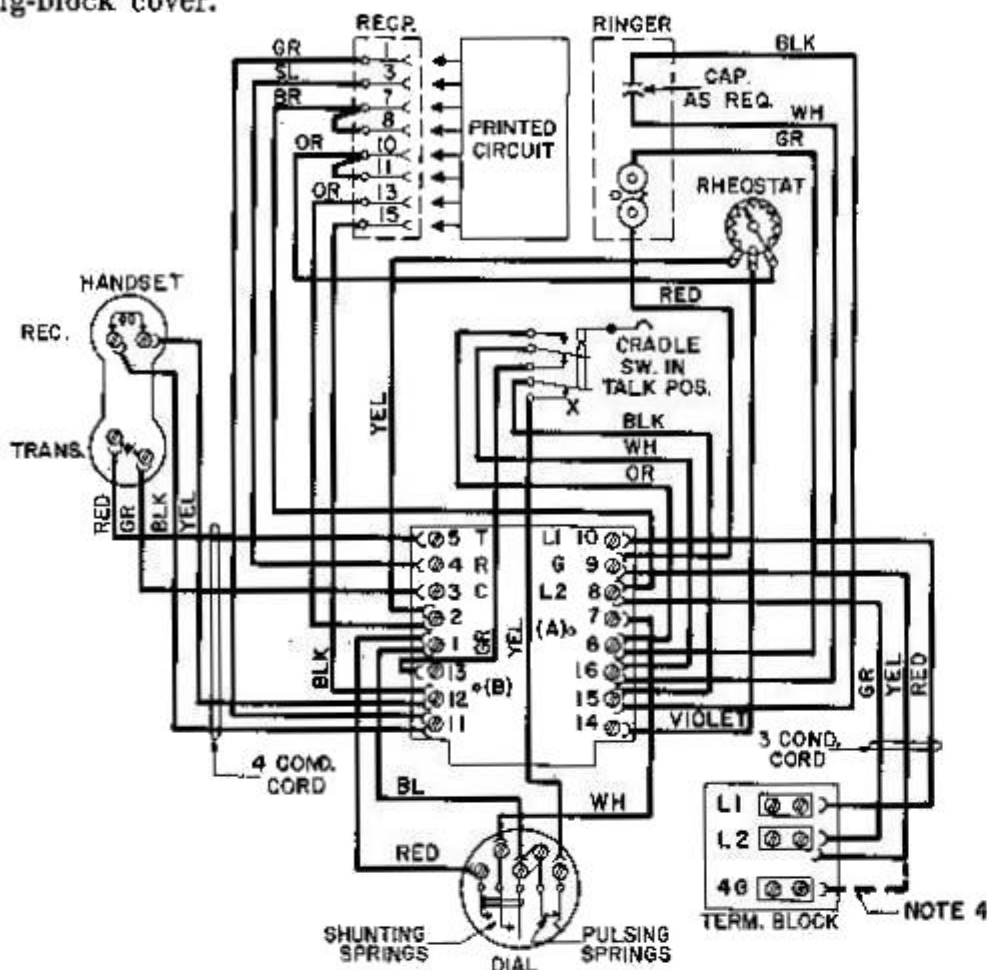 ng-block cover.
RECP.
RINGER
GR
1
BLK
SL
3
CAP.
AS REQ.
BR
7
8
WH
PRINTED
CIRCUIT
OR
10
GR
11
RHEOSTAT
OR
13
15
HANDSET
RED
REC.
CRADLE
SW. IN
TALK POS.
YEL
X
BLK
TRANS.
WH
OR
RED
GR
BLK
YEL
5 T
L1 10
4 R
G 9
3 C
L2 8
2
7
1
GR
YEL
(A)
6
13
16
BLK
12
(B)
15
11
14
VIOLET
GR
YEL
RED
4 COND.
CORD
3 COND.
CORD
BL
WH
L1
RED
L2
4G
NOTE 4
TERM. BLOCK
SHUNTING
SPRINGS
PULSING
SPRINGS
DIAL